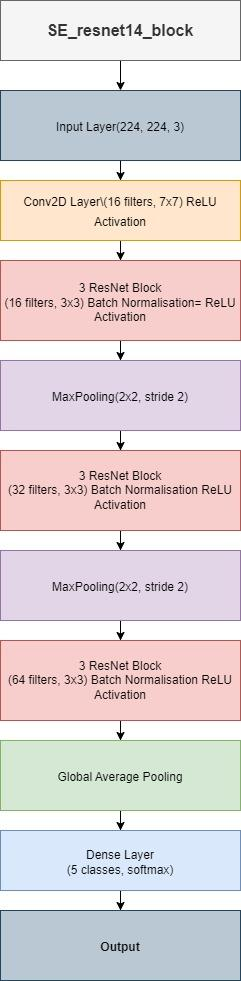 SE_resnet14_block
Input Layer(224, 224, 3)
Conv2D Layer\(16 filters, 7x7) ReLU
Activation
3 ResNet Block
(16 filters, 3x3) Batch Normalisation= ReLU
Activation
MaxPooling(2x2, stride 2)
3 ResNet Block
(32 filters, 3x3) Batch Normalisation ReLU
Activation
MaxPooling(2x2, stride 2)
3 ResNet Block
(64 filters, 3x3) Batch Normalisation ReLU
Activation
Global Average Pooling
Dense Layer
(5 classes, softmax)
Output